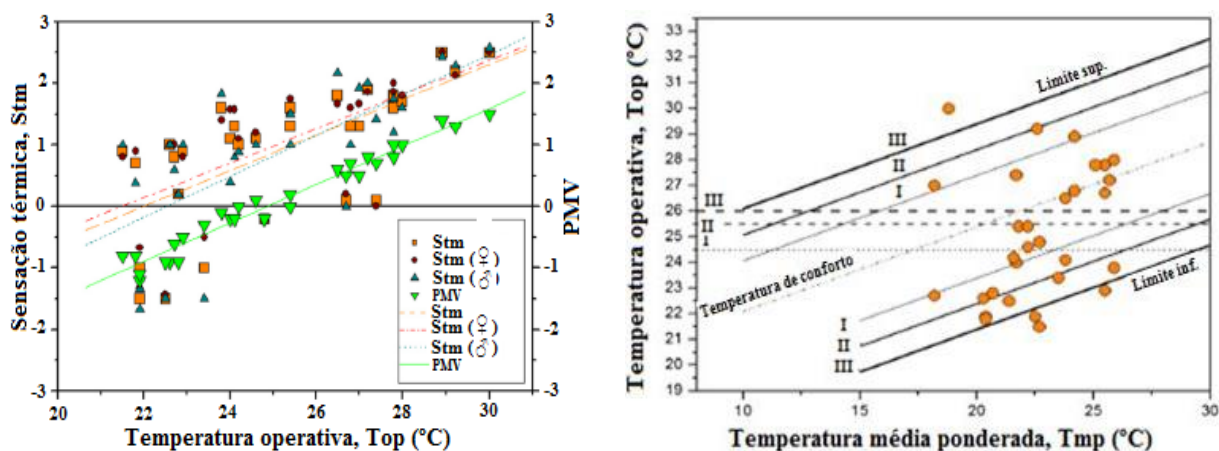 Sensação térmica, Stm
3
2
1
0
-1
-2
-3
20 22 24 26 28 30
Temperatura operativa, Top (°C)
3
2
1
0
-1
-2
-3
PMV
Stm
Stm (♀)
Stm (♂)
PMV
Stm
Stm (♀)
Stm (♂)
PMV
Temperatura operativa, Top (°C)
33
32
31
30
29
28
27
26
25
24
23
22
21
20
19
10 15 20 25 30
Temperatura média ponderada, Tmp (°C)
Limite sup.
III
II
I
III
II
I
Temperatura de conforto
Limite inf.
I
II
III